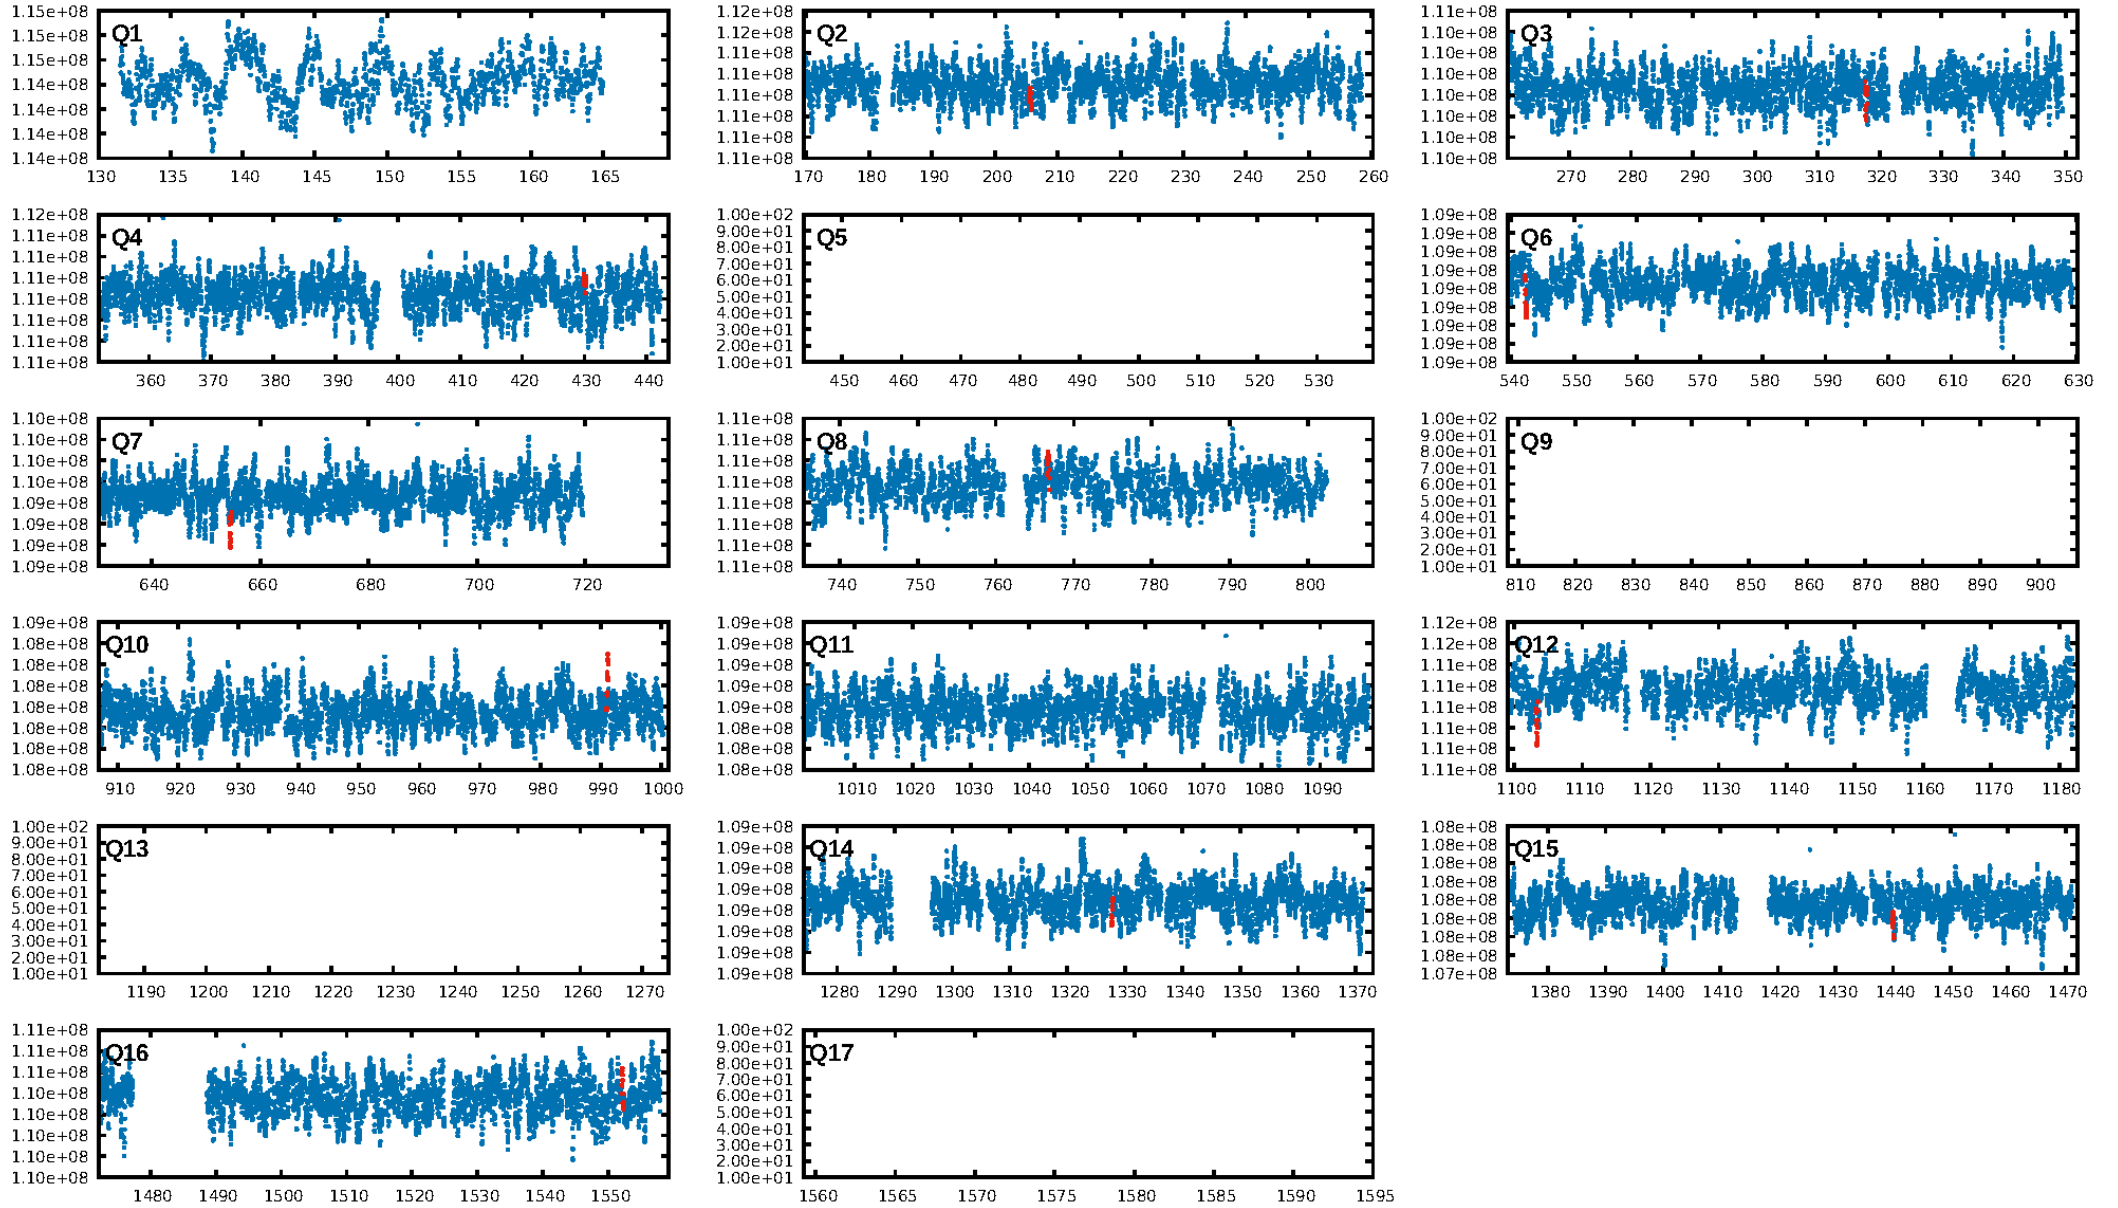 1.15e+08 1.15e+08 1.15e+08 1.14e+08 1.14e+08 1.14e+08 1.14e+08
Q1
130 135 140 145 150 155 160 165
1.12e+08 1.12e+08 1.11e+08 1.11e+08 1.11e+08 1.11e+08 1.11e+08 1.11e+08
Q2
170 180 190 200 210 220 230 240 250 260
1.11e+08 1.10e+08 1.10e+08 1.10e+08 1.10e+08 1.10e+08 1.10e+08 1.10e+08
Q3
270 280 290 300 310 320 330 340 350
1.12e+08 1.11e+08 1.11e+08 1.11e+08 1.11e+08 1.11e+08 1.11e+08 1.11e+08
Q4
360 370 380 390 400 410 420 430 440
1.00e+02 9.00e+01 8.00e+01 7.00e+01 6.00e+01 5.00e+01 4.00e+01 3.00e+01 2.00e+01 1.00e+01
Q5
450 460 470 480 490 500 510 520 530
1.09e+08 1.09e+08 1.09e+08 1.09e+08 1.09e+08 1.09e+08 1.09e+08 1.09e+08 1.09e+08
Q6
540 550 560 570 580 590 600 610 620 630
1.10e+08 1.10e+08 1.10e+08 1.10e+08 1.09e+08 1.09e+08 1.09e+08 1.09e+08
Q7
640 660 680 700 720
1.11e+08 1.11e+08 1.11e+08 1.11e+08 1.11e+08 1.11e+08 1.11e+08 1.11e+08
Q8
740 750 760 770 780 790 800
1.00e+02 9.00e+01 8.00e+01 7.00e+01 6.00e+01 5.00e+01 4.00e+01 3.00e+01 2.00e+01 1.00e+01
Q9
810 820 830 840 850 860 870 880 890 900
1.09e+08 1.08e+08 1.08e+08 1.08e+08 1.08e+08 1.08e+08 1.08e+08 1.08e+08
Q10
910 920 930 940 950 960 970 980 990 1000
1.09e+08 1.09e+08 1.09e+08 1.09e+08 1.09e+08 1.09e+08 1.08e+08 1.08e+08
Q11
1010 1020 1030 1040 1050 1060 1070 1080 1090
1.12e+08 1.12e+08 1.11e+08 1.11e+08 1.11e+08 1.11e+08 1.11e+08 1.11e+08
Q12
1100 1110 1120 1130 1140 1150 1160 1170 1180
1.00e+02 9.00e+01 8.00e+01 7.00e+01 6.00e+01 5.00e+01 4.00e+01 3.00e+01 2.00e+01 1.00e+01
Q13
1190 1200 1210 1220 1230 1240 1250 1260 1270
1.09e+08 1.09e+08 1.09e+08 1.09e+08 1.09e+08 1.09e+08 1.09e+08 1.09e+08
Q14
1280 1290 1300 1310 1320 1330 1340 1350 1360 1370
1.08e+08 1.08e+08 1.08e+08 1.08e+08 1.08e+08 1.08e+08 1.08e+08 1.08e+08 1.07e+08
Q15
1380 1390 1400 1410 1420 1430 1440 1450 1460 1470
1.11e+08 1.11e+08 1.11e+08 1.10e+08 1.10e+08 1.10e+08 1.10e+08 1.10e+08
Q16
1480 1490 1500 1510 1520 1530 1540 1550
1.00e+02 9.00e+01 8.00e+01 7.00e+01 6.00e+01 5.00e+01 4.00e+01 3.00e+01 2.00e+01 1.00e+01
Q17
1560 1565 1570 1575 1580 1585 1590 1595